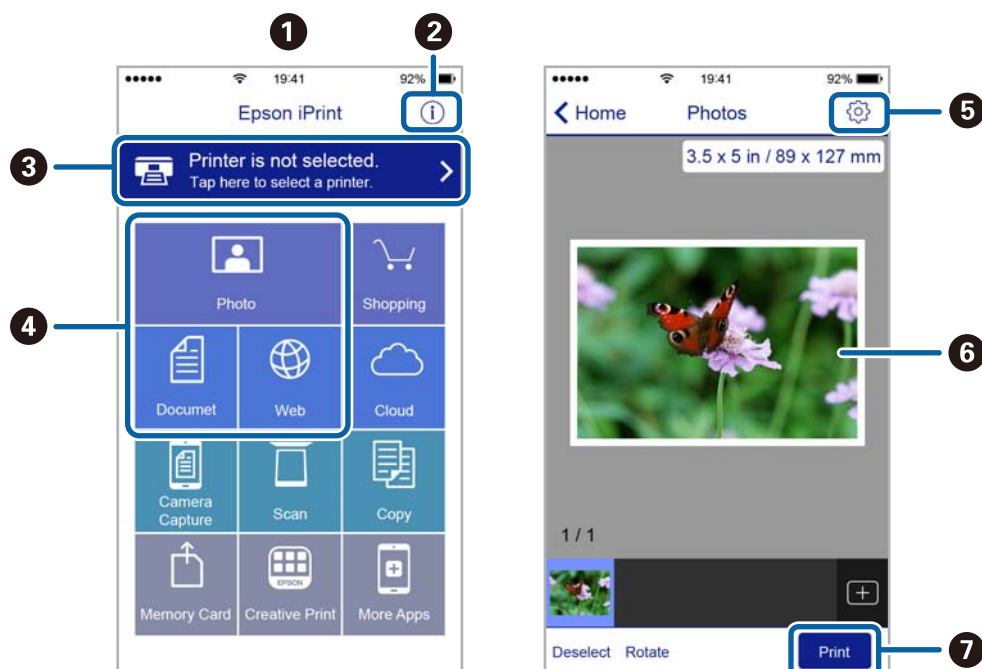 1
2
19:41
92%
Epson iPrint
3
Printer is not selected.
Tap here to select a printer.
4
Photo
Shopping
Documet
Web
Cloud
Camera
Capture
Scan
Copy
EPSON
Memory Card
Creative Print
More Apps
19:41
92%
Home
Photos
5
3.5 x 5 in / 89 x 127 mm
6
1 / 1
Deselect
Rotate
Print
7